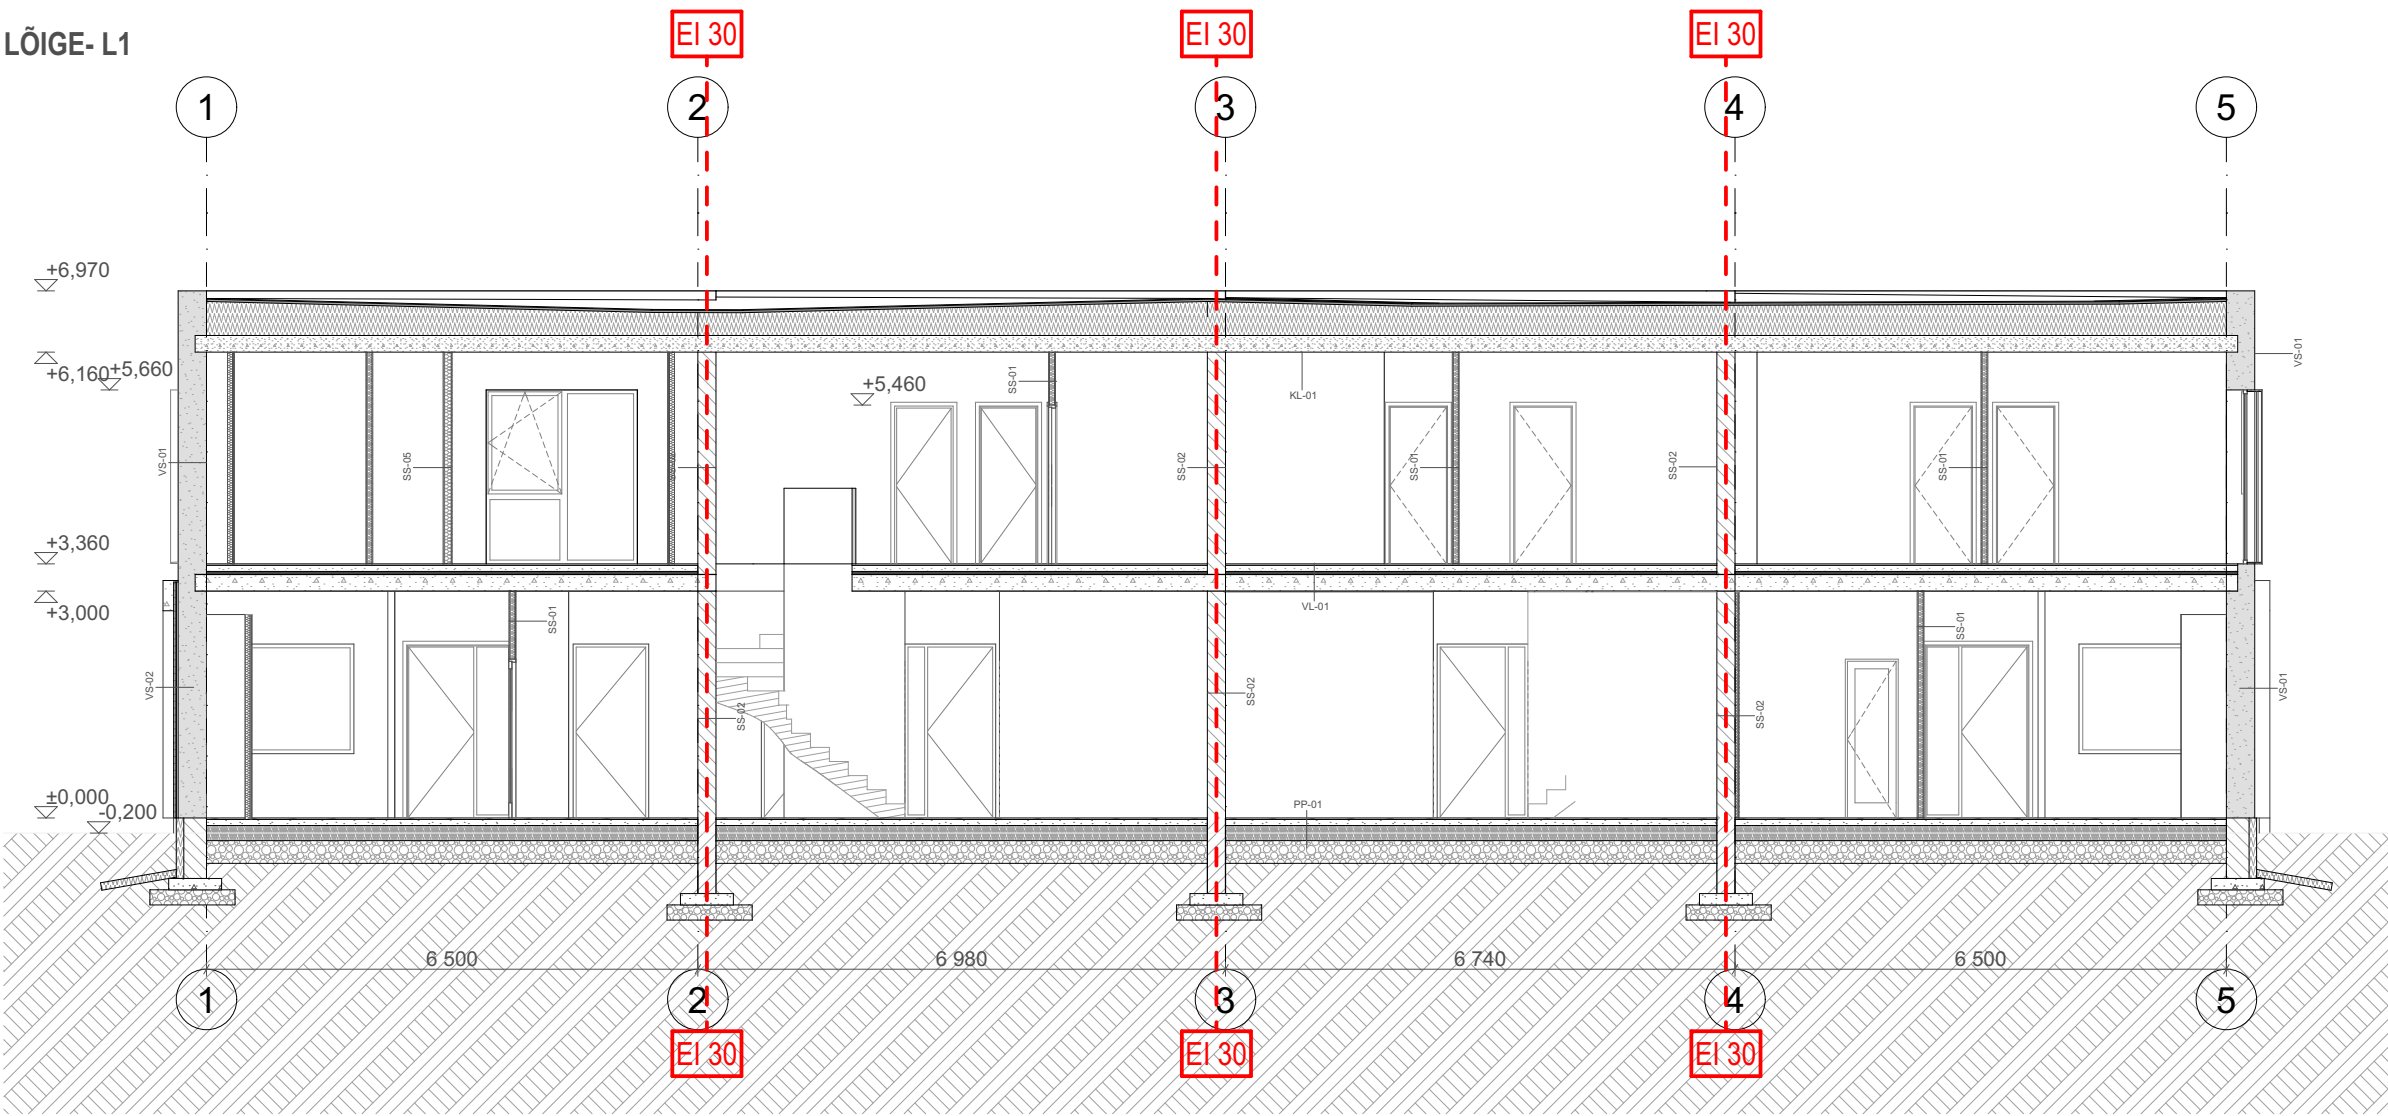 LÕIGE- L1
EI 30
EI 30
EI 30
1
2
3
4
5
+6,970
+6,160
+5,660
+5,460
+3,360
+3,000
±0,000
-0,200
VS-01
SS-05
SS-01
SS-02
KL-01
SS-01
SS-02
SS-01
VS-01
VS-02
SS-01
SS-02
SS-02
VL-01
PP-01
SS-02
SS-01
VS-01
6 500
6 980
6 740
6 500
1
2
3
4
5
EI 30
EI 30
EI 30